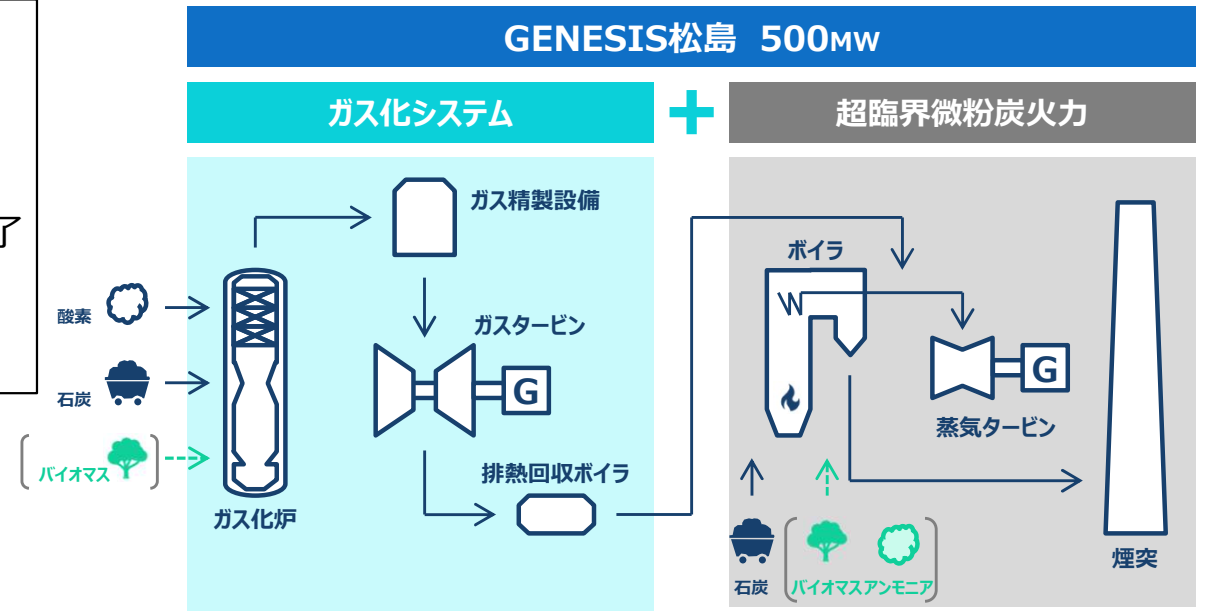 GENESIS松島 500MW
ガス化システム
+
超臨界微粉炭火力
了
ガス精製設備
ボイラ
酸素
ガスタービン
G
G
石炭
蒸気タービン
バイオマス
排熱回収ボイラ
ガス化炉
煙突
石炭
バイオマス
アンモニア